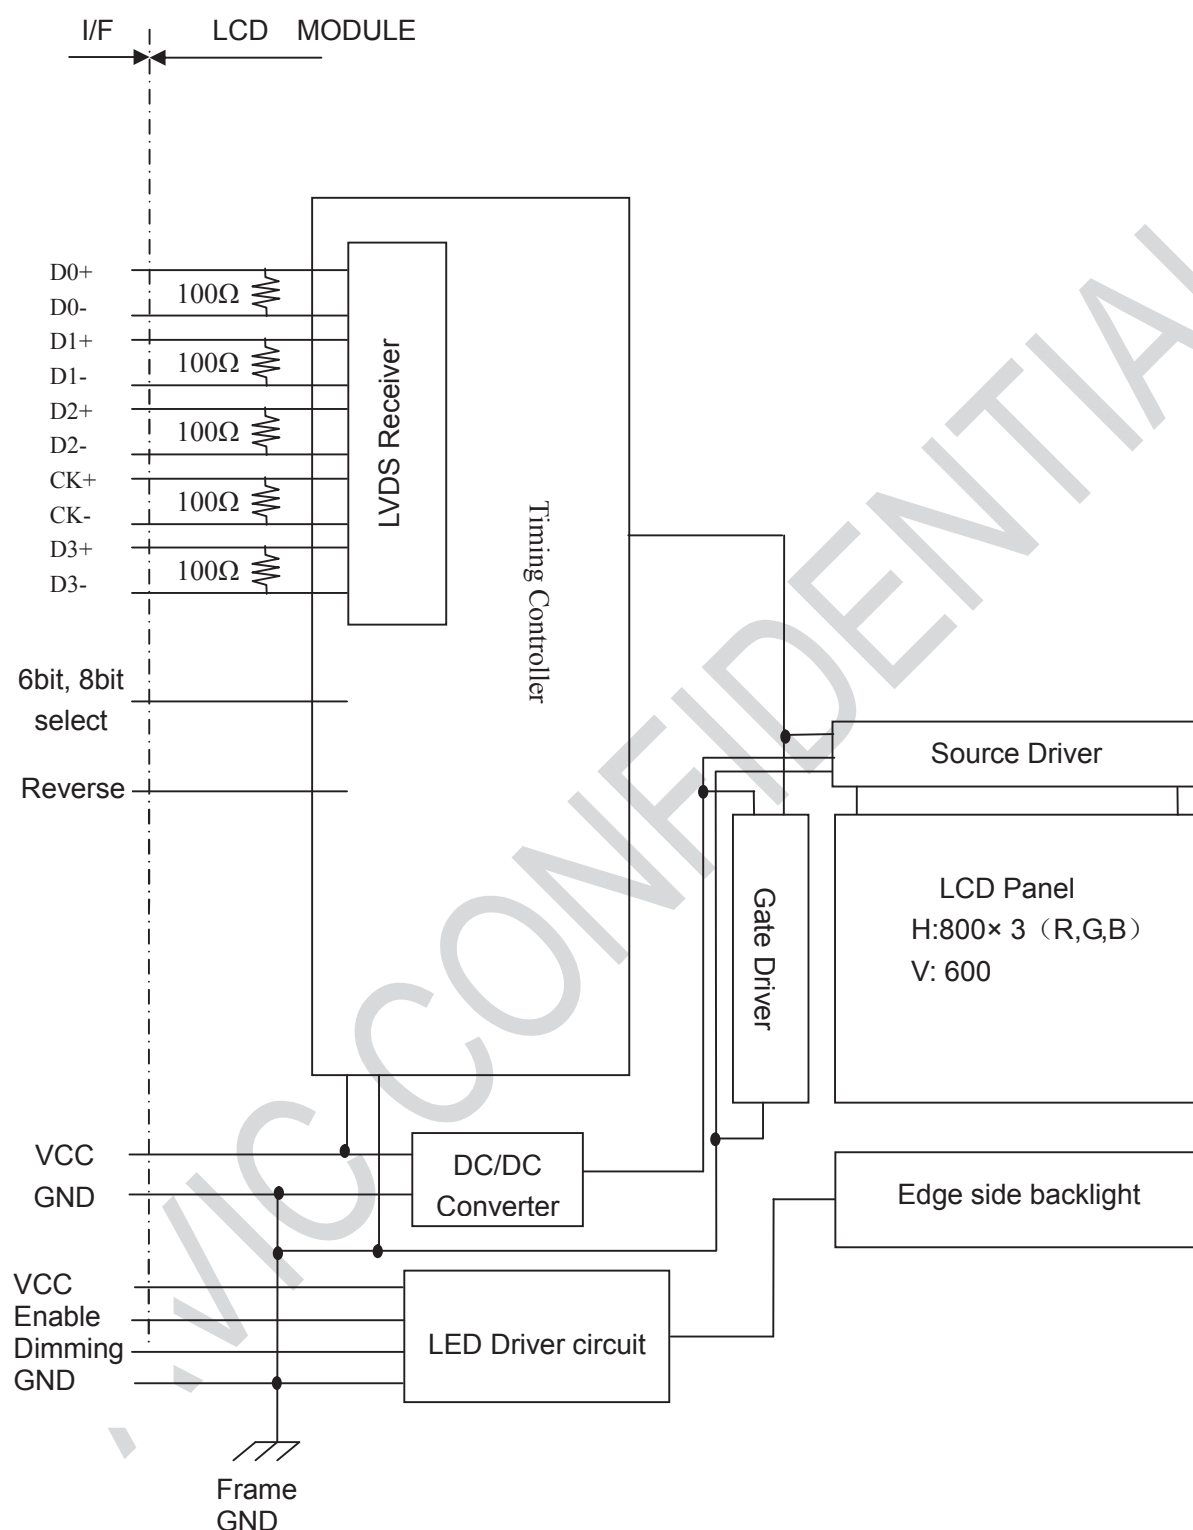 I/F
LCD MODULE
D0+
100Ω
D0-
D1+
100Ω
D1-
D2+
100Ω
D2-
CK+
100Ω
CK-
D3+
100Ω
D3-
LVDS Receiver
Timing Controller
6bit, 8bit
select
Reverse
Source Driver
Gate Driver
LCD Panel
H:800× 3（R,G,B）
V: 600
VCC
GND
DC/DC
Converter
Edge side backlight
VCC
Enable
Dimming
GND
LED Driver circuit
Frame
GND
VIC CONFIDENTIAL